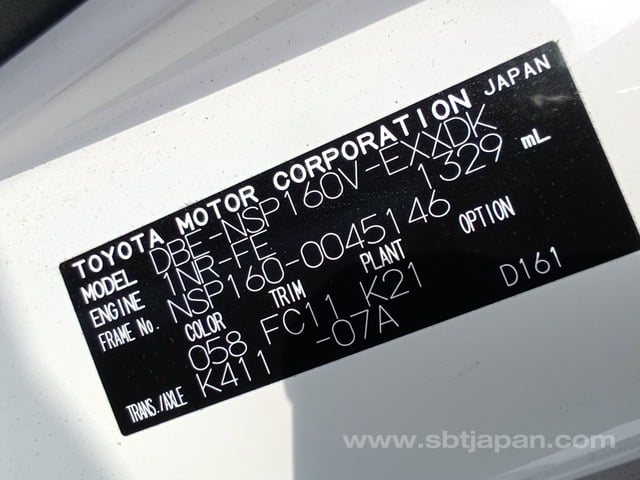 TOYOTA MOTOR CORPORATION JAPAN
MODEL DBE-NSP160V-EXXDK
ENGINE 1NR-FE 1329 mL
FRAME No. NSP160-0045146
COLOR TRIM PLANT OPTION
058 FC11 K21 D161
TRANS./AXLE K411 -07A
www.sbtjapan.com